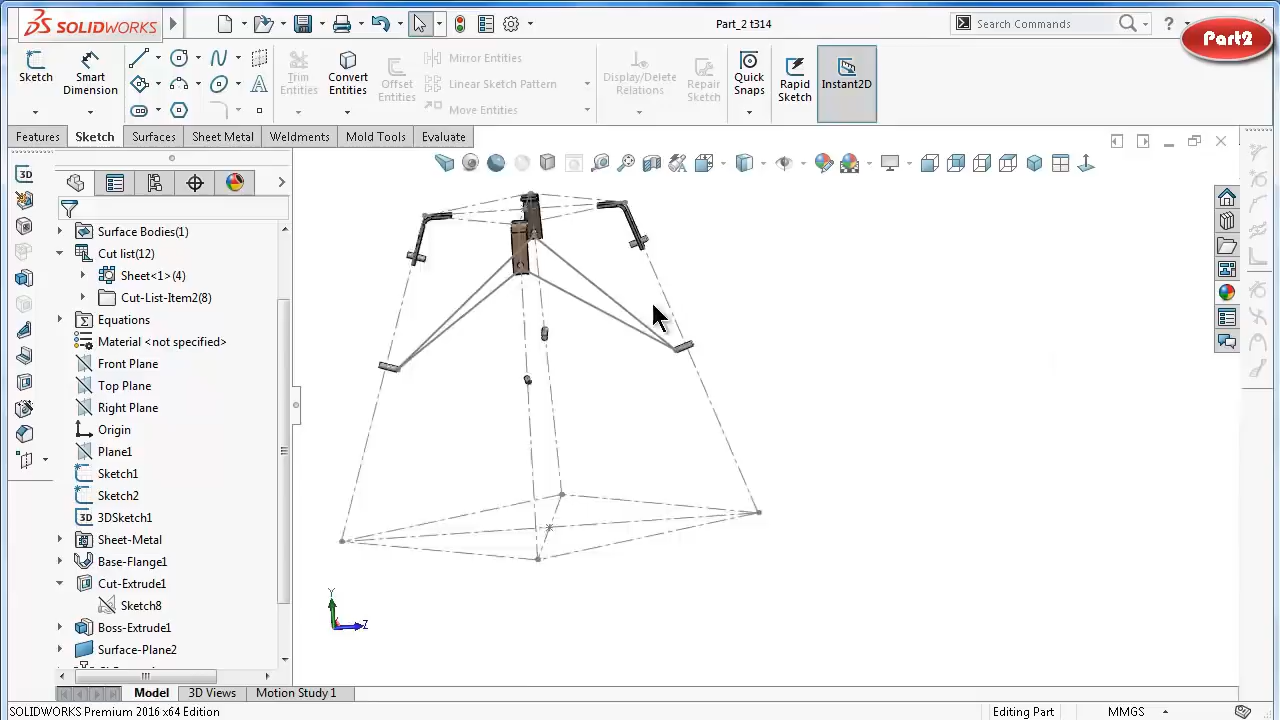 SOLIDWORKS
Part_2 t314
Search Commands
?
Part2
Sketch
Smart
Dimension
Trim
Entities
Convert
Entities
Offset
Entities
Mirror Entities
Linear Sketch Pattern
Move Entities
Display/Delete
Relations
Repair
Sketch
Quick
Snaps
Rapid
Sketch
Instant2D
Features
Sketch
Surfaces
Sheet Metal
Weldments
Mold Tools
Evaluate
3D
Surface Bodies(1)
Cut list(12)
Sheet<1>(4)
Cut-List-Item2(8)
Equations
Material <not specified>
Front Plane
Top Plane
Right Plane
Origin
Plane1
Sketch1
Sketch2
3D 3DSketch1
Sheet-Metal
Base-Flange1
Cut-Extrude1
Sketch8
Boss-Extrude1
Surface-Plane2
Y
Z
Model
3D Views
Motion Study 1
SOLIDWORKS Premium 2016 x64 Edition
Editing Part
MMGS